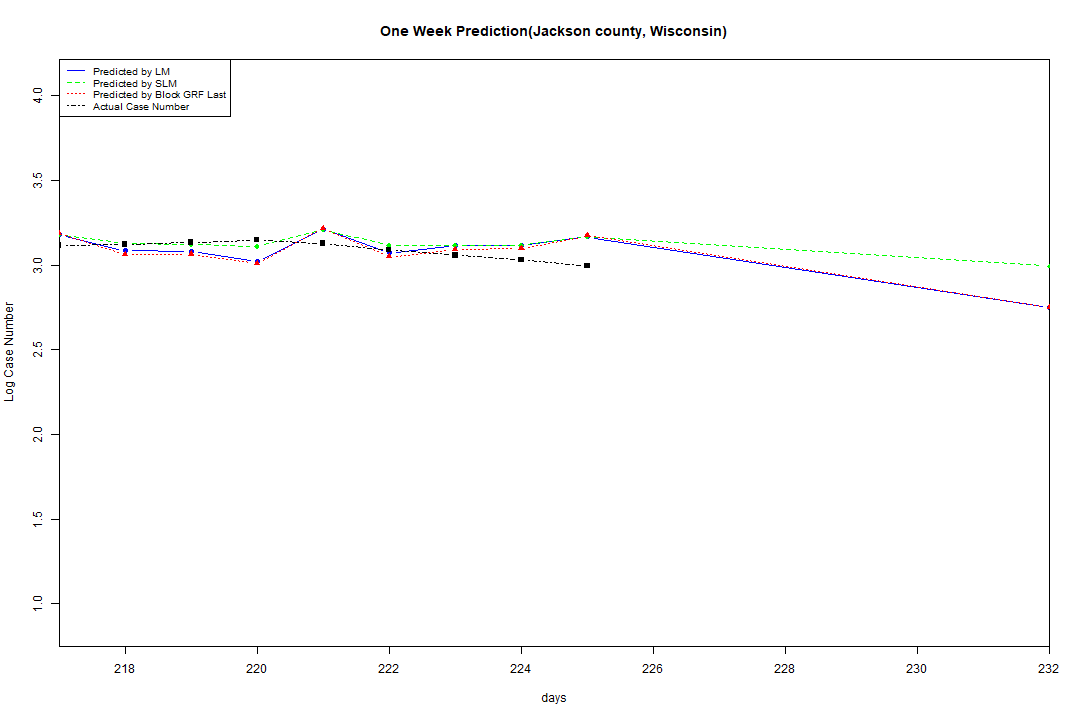 One Week Prediction(Jackson county, Wisconsin)
Predicted by LM
Predicted by SLM
Predicted by Block GRF Last
Actual Case Number
4.0
3.5
3.0
2.5
2.0
1.5
1.0
Log Case Number
218 220 222 224 226 228 230 232
days